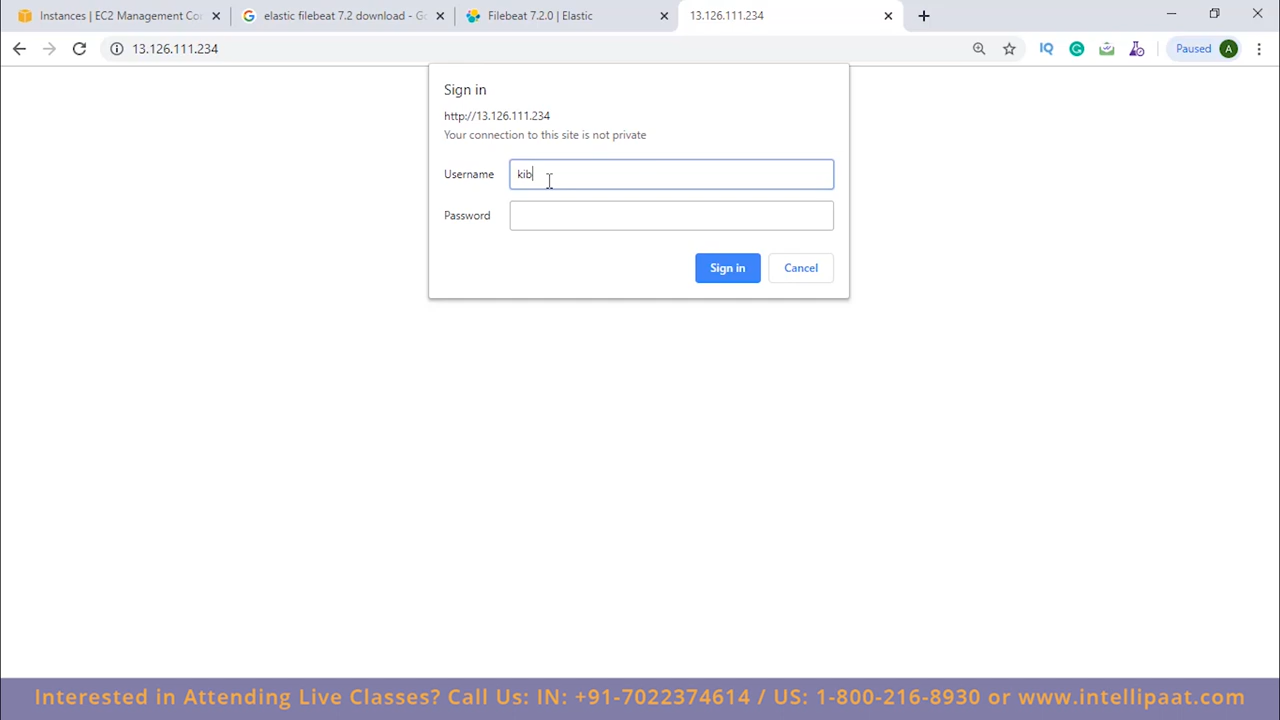 Instances | EC2 Management Con
elastic filebeat 7.2 download - Go
Filebeat 7.2.0 | Elastic
13.126.111.234
13.126.111.234
IQ
Paused
A
Sign in
http://13.126.111.234
Your connection to this site is not private
Username
kib
Password
Sign in
Cancel
Interested in Attending Live Classes? Call Us: IN: +91-7022374614 / US: 1-800-216-8930 or www.intellipaat.com